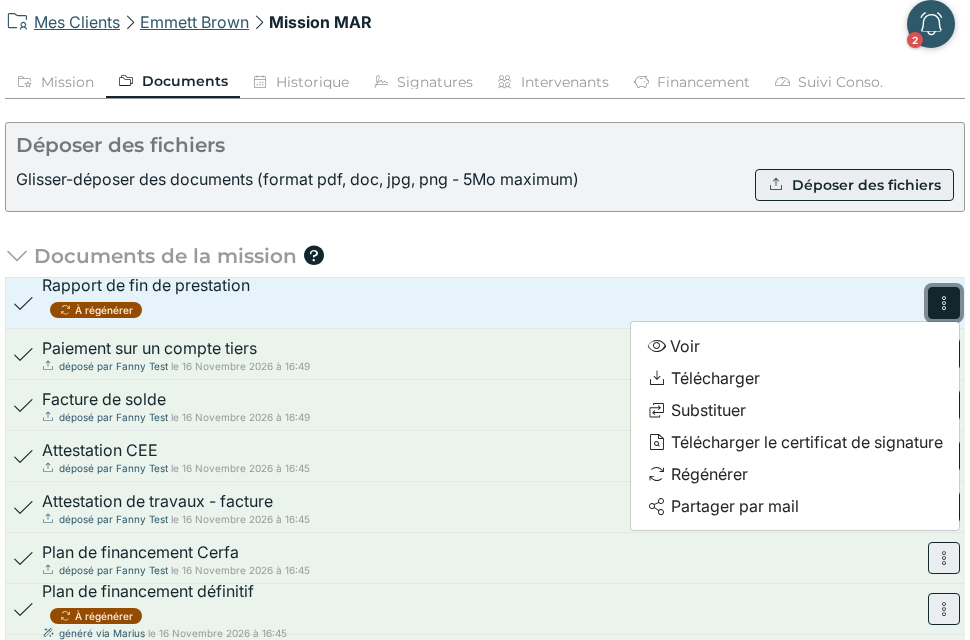 Mes Clients > Emmett Brown > Mission MAR
2
Mission Documents Historique Signatures Intervenants Financement Suivi Conso.
Déposer des fichiers
Glisser-déposer des documents (format pdf, doc, jpg, png - 5Mo maximum)
Déposer des fichiers
Documents de la mission ?
Rapport de fin de prestation
À régénérer
Voir
Télécharger
Substituer
Télécharger le certificat de signature
Régénérer
Partager par mail
Paiement sur un compte tiers
déposé par Fanny Test le 16 Novembre 2026 à 16:49
Facture de solde
déposé par Fanny Test le 16 Novembre 2026 à 16:49
Attestation CEE
déposé par Fanny Test le 16 Novembre 2026 à 16:45
Attestation de travaux - facture
déposé par Fanny Test le 16 Novembre 2026 à 16:45
Plan de financement Cerfa
déposé par Fanny Test le 16 Novembre 2026 à 16:45
Plan de financement définitif
À régénérer
généré via Marius le 16 Novembre 2026 à 16:45